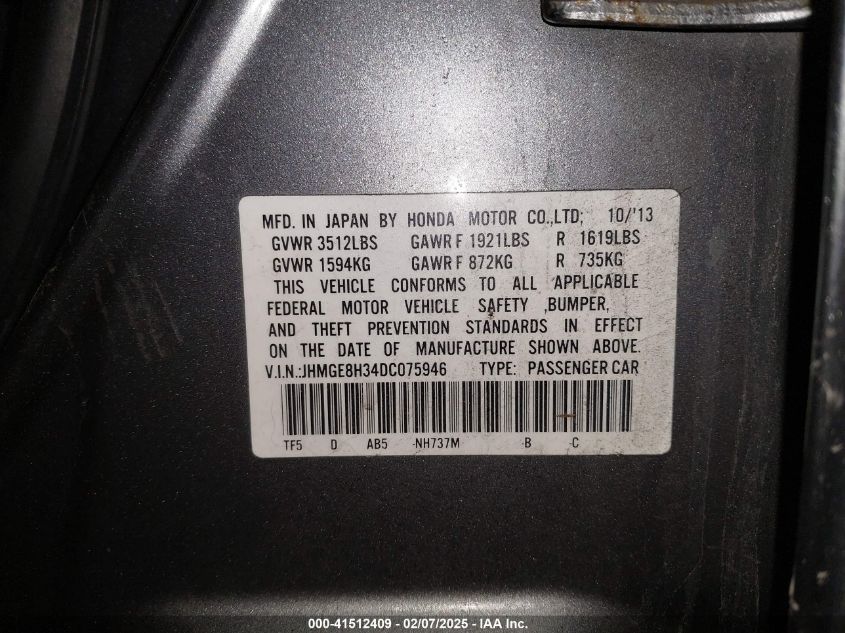 MFD. IN JAPAN BY HONDA MOTOR CO.,LTD; 10/'13
GVWR 3512LBS GAWR F 1921LBS R 1619LBS
GVWR 1594KG GAWR F 872KG R 735KG
THIS VEHICLE CONFORMS TO ALL APPLICABLE
FEDERAL MOTOR VEHICLE SAFETY ,BUMPER,
AND THEFT PREVENTION STANDARDS IN EFFECT
ON THE DATE OF MANUFACTURE SHOWN ABOVE.
V.I.N.:JHMGE8H34DC075946 TYPE: PASSENGER CAR
TF5 D AB5 -NH737M -B -C
000-41512409 - 02/07/2025 - IAA Inc.